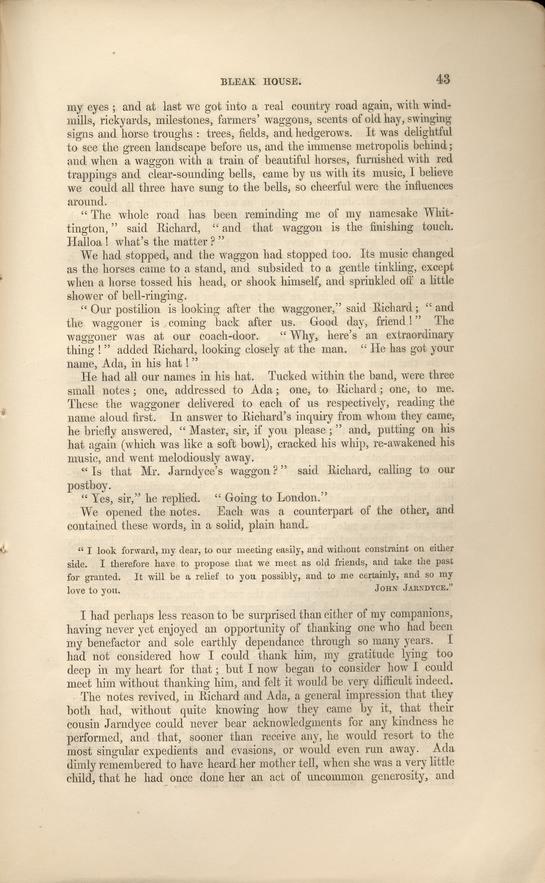 BLEAK HOUSE. 43
my eyes ; and at last we got into a real country road again, with wind-
mills, rickyards, milestones, farmers' waggons, scents of old hay, swinging
signs and horse troughs : trees, fields, and hedgerows. It was delightful
to see the green landscape before us, and the immense metropolis behind ;
and when a waggon with a train of beautiful horses, furnished with red
trappings and clear-sounding bells, came by us with its music, I believe
we could all three have sung to the bells, so cheerful were the influences
around.
" The whole road has been reminding me of my namesake Whit-
tington, " said Richard, " and that waggon is the finishing touch.
Halloa ! what's the matter ? "
We had stopped, and the waggon had stopped too. Its music changed
as the horses came to a stand, and subsided to a gentle tinkling, except
when a horse tossed his head, or shook himself, and sprinkled off a little
shower of bell-ringing.
" Our postilion is looking after the waggoner," said Richard ; " and
the waggoner is coming back after us. Good day, friend ! " The
waggoner was at our coach-door. " Why, here's an extraordinary
thing ! " added Richard, looking closely at the man. " He has got your
name, Ada, in his hat ! "
He had all our names in his hat. Tucked within the band, were three
small notes ; one, addressed to Ada ; one, to Richard ; one, to me.
These the waggoner delivered to each of us respectively, reading the
name aloud first. In answer to Richard's inquiry from whom they came,
he briefly answered, " Master, sir, if you please ; " and, putting on his
hat again (which was like a soft bowl), cracked his whip, re-awakened his
music, and went melodiously away.
" Is that Mr. Jarndyce's waggon ? " said Richard, calling to our
postboy.
" Yes, sir," he replied. " Going to London."
We opened the notes. Each was a counterpart of the other, and
contained these words, in a solid, plain hand.
" I look forward, my dear, to our meeting easily, and without constraint on either
side. I therefore have to propose that we meet as old friends, and take the past
for granted. It will be a relief to you possibly, and to me certainly, and so my
love to you. JOHN JARNDYCE."
I had perhaps less reason to be surprised than either of my companions,
having never yet enjoyed an opportunity of thanking one who had been
my benefactor and sole earthly dependance through so many years. I
had not considered how I could thank him, my gratitude lying too
deep in my heart for that ; but I now began to consider how I could
meet him without thanking him, and felt it would be very difficult indeed.
The notes revived, in Richard and Ada, a general impression that they
both had, without quite knowing how they came by it, that their
cousin Jarndyce could never bear acknowledgments for any kindness he
performed, and that, sooner than receive any, he would resort to the
most singular expedients and evasions, or would even run away. Ada
dimly remembered to have heard her mother tell, when she was a very little
child, that he had once done her an act of uncommon generosity, and